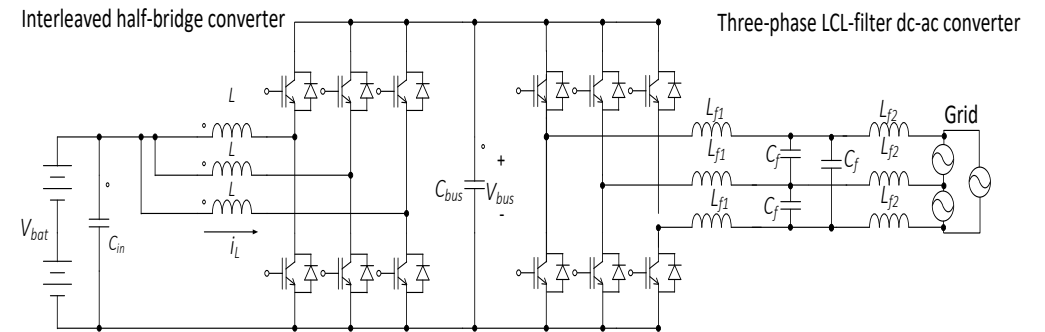 Interleaved half-bridge converter
Three-phase LCL-filter dc-ac converter
L
L
L
iL
Vbat
Cin
Cbus
+
Vbus
-
Lf1
Lf1
Lf1
Cf
Cf
Cf
Lf2
Lf2
Lf2
Grid